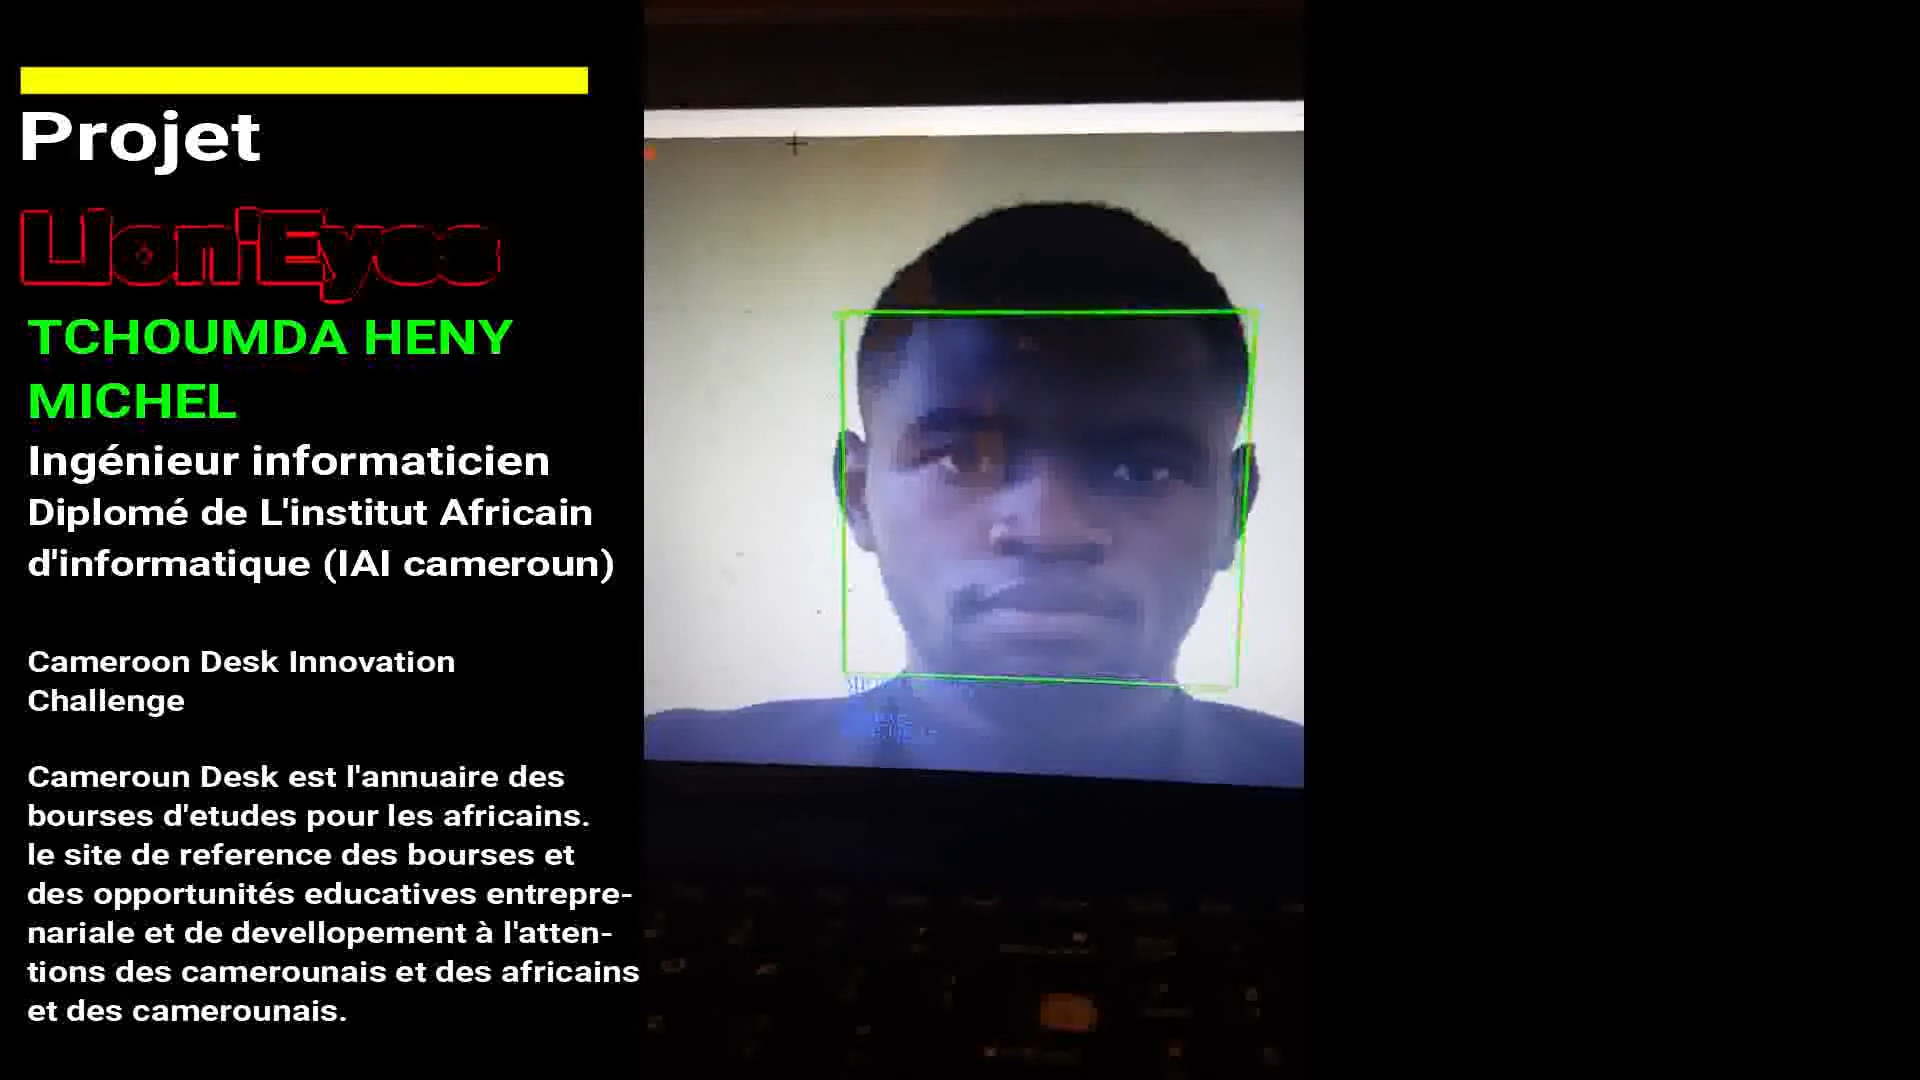 Projet
Lion'Eyes
TCHOUMDA HENY
MICHEL
Ingénieur informaticien
Diplomé de L'institut Africain
d'informatique (IAI cameroun)
Cameroon Desk Innovation
Challenge
Cameroun Desk est l'annuaire des
bourses d'etudes pour les africains.
le site de reference des bourses et
des opportunités educatives entrepre-
nariale et de devellopement à l'atten-
tions des camerounais et des africains
et des camerounais.